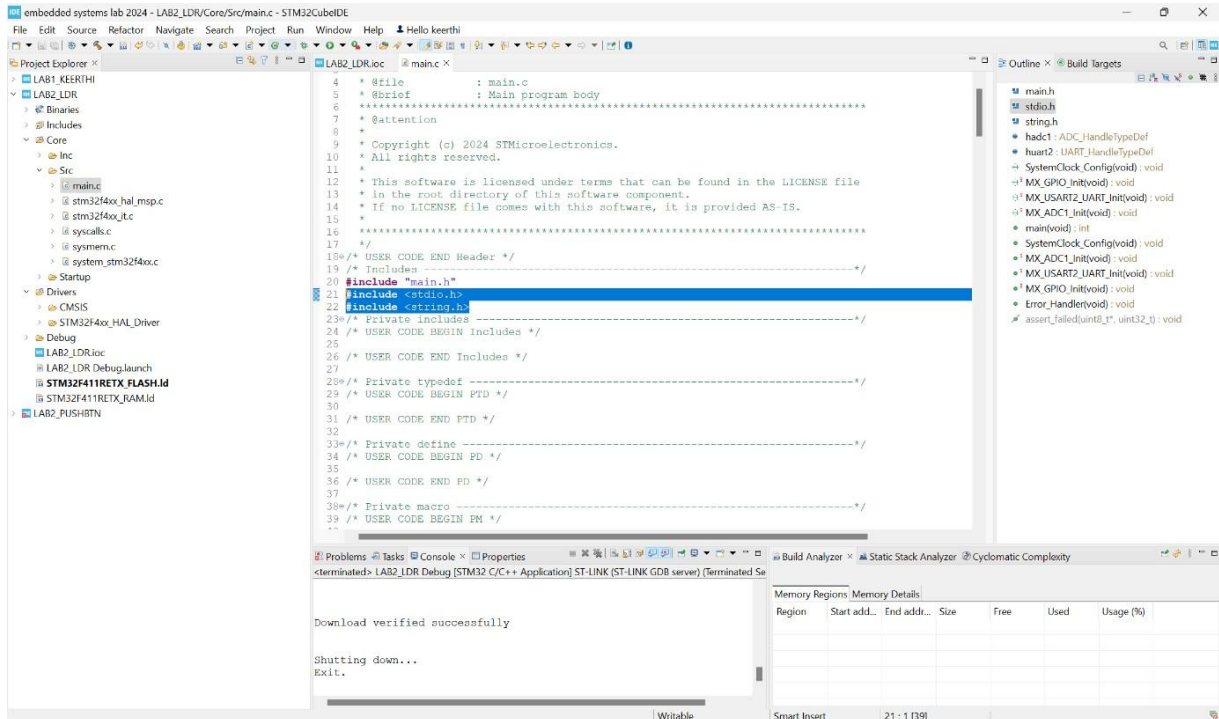 embedded systems lab 2024 - LAB2_LDR/Core/Src/main.c - STM32CubeIDE
File Edit Source Refactor Navigate Search Project Run Window Help Hello keerthi
Project Explorer
LAB1_KEERTHI
LAB2_LDR
Binaries
Includes
Core
Inc
Src
main.c
stm32f4xx_hal_msp.c
stm32f4xx_it.c
syscalls.c
sysmem.c
system_stm32f4xx.c
Startup
Drivers
CMSIS
STM32F4xx_HAL_Driver
Debug
LAB2_LDR.ioc
LAB2_LDR Debug.launch
STM32F411RETX_FLASH.ld
STM32F411RETX_RAM.ld
LAB2_PUSHBTN
LAB2_LDR.ioc main.c
4 * @file : main.c
5 * @brief : Main program body
6 ******************************************************************************
7 * @attention
8 *
9 * Copyright (c) 2024 STMicroelectronics.
10 * All rights reserved.
11 *
12 * This software is licensed under terms that can be found in the LICENSE file
13 * in the root directory of this software component.
14 * If no LICENSE file comes with this software, it is provided AS-IS.
15 *
16 ******************************************************************************
17 */
18 /* USER CODE END Header */
19 /* Includes ------------------------------------------------------------------*/
20 #include "main.h"
21 #include <stdio.h>
22 #include <string.h>
23 /* Private includes ----------------------------------------------------------*/
24 /* USER CODE BEGIN Includes */
25
26 /* USER CODE END Includes */
27
28 /* Private typedef -----------------------------------------------------------*/
29 /* USER CODE BEGIN PTD */
30
31 /* USER CODE END PTD */
32
33 /* Private define ------------------------------------------------------------*/
34 /* USER CODE BEGIN PD */
35
36 /* USER CODE END PD */
37
38 /* Private macro -------------------------------------------------------------*/
39 /* USER CODE BEGIN PM */
Outline Build Targets
main.h
stdio.h
string.h
hadc1 : ADC_HandleTypeDef
huart2 : UART_HandleTypeDef
SystemClock_Config(void) : void
MX_GPIO_Init(void) : void
MX_USART2_UART_Init(void) : void
MX_ADC1_Init(void) : void
main(void) : int
SystemClock_Config(void) : void
MX_ADC1_Init(void) : void
MX_USART2_UART_Init(void) : void
MX_GPIO_Init(void) : void
Error_Handler(void) : void
assert_failed(uint8_t*, uint32_t) : void
Problems Tasks Console Properties
<terminated> LAB2_LDR Debug [STM32 C/C++ Application] ST-LINK (ST-LINK GDB server) (Terminated Se
Download verified successfully
Shutting down...
Exit.
Build Analyzer Static Stack Analyzer Cyclomatic Complexity
Memory Regions Memory Details
Region Start add... End addr... Size Free Used Usage (%)
Writable Smart Insert 21 : 1 [39]